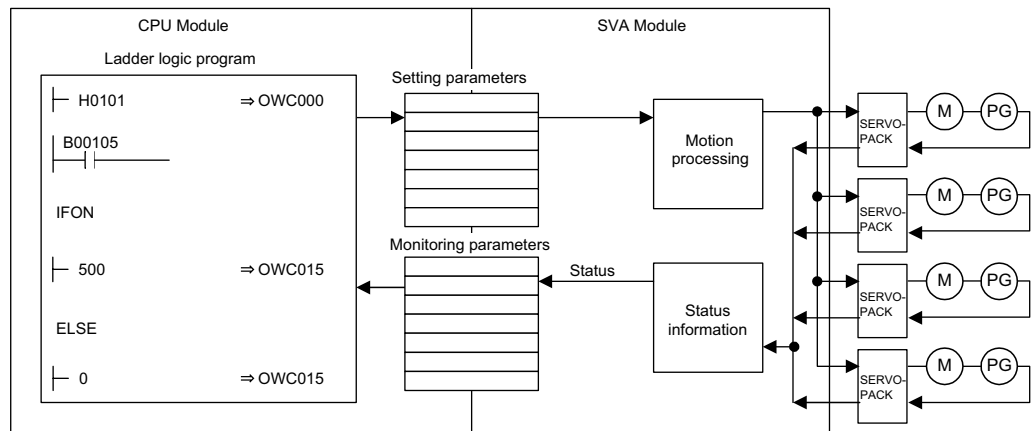 CPU Module
SVA Module
Ladder logic program
H0101 ⇒ OWC000
B00105
IFON
500 ⇒ OWC015
ELSE
0 ⇒ OWC015
Setting parameters
Monitoring parameters
Status
Motion
processing
Status
information
SERVO-
PACK
M
PG
SERVO-
PACK
M
PG
SERVO-
PACK
M
PG
SERVO-
PACK
M
PG